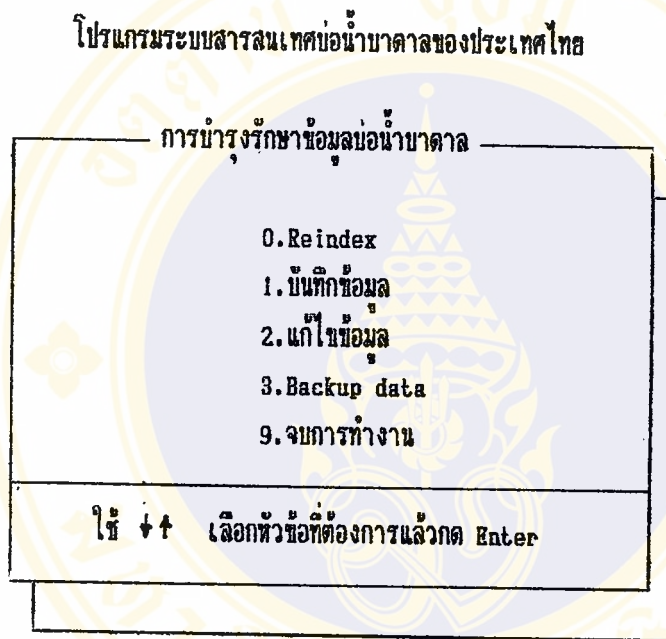 โปรแกรมระบบสารสนเทศบ่อน้ำบาดาลของประเทศไทย
การบำรุงรักษาข้อมูลบ่อน้ำบาดาล
0.Reindex
1.บันทึกข้อมูล
2.แก้ไขข้อมูล
3.Backup data
9.จบการทำงาน
ใช้ ↓↑ เลือกหัวข้อที่ต้องการแล้วกด Enter